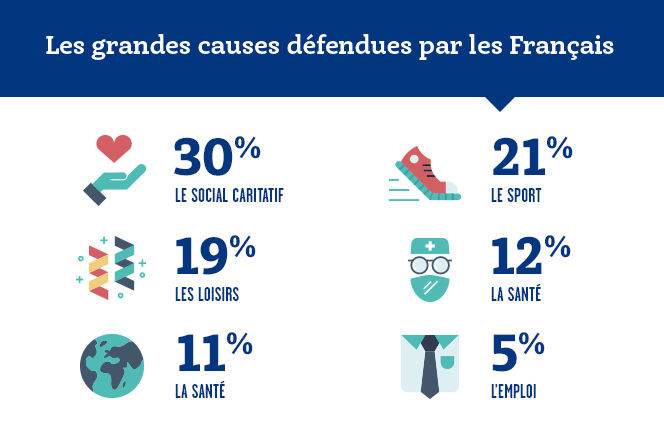 Les grandes causes défendues par les Français
30%
LE SOCIAL CARITATIF
21%
LE SPORT
19%
LES LOISIRS
12%
LA SANTÉ
11%
LA SANTÉ
5%
L'EMPLOI